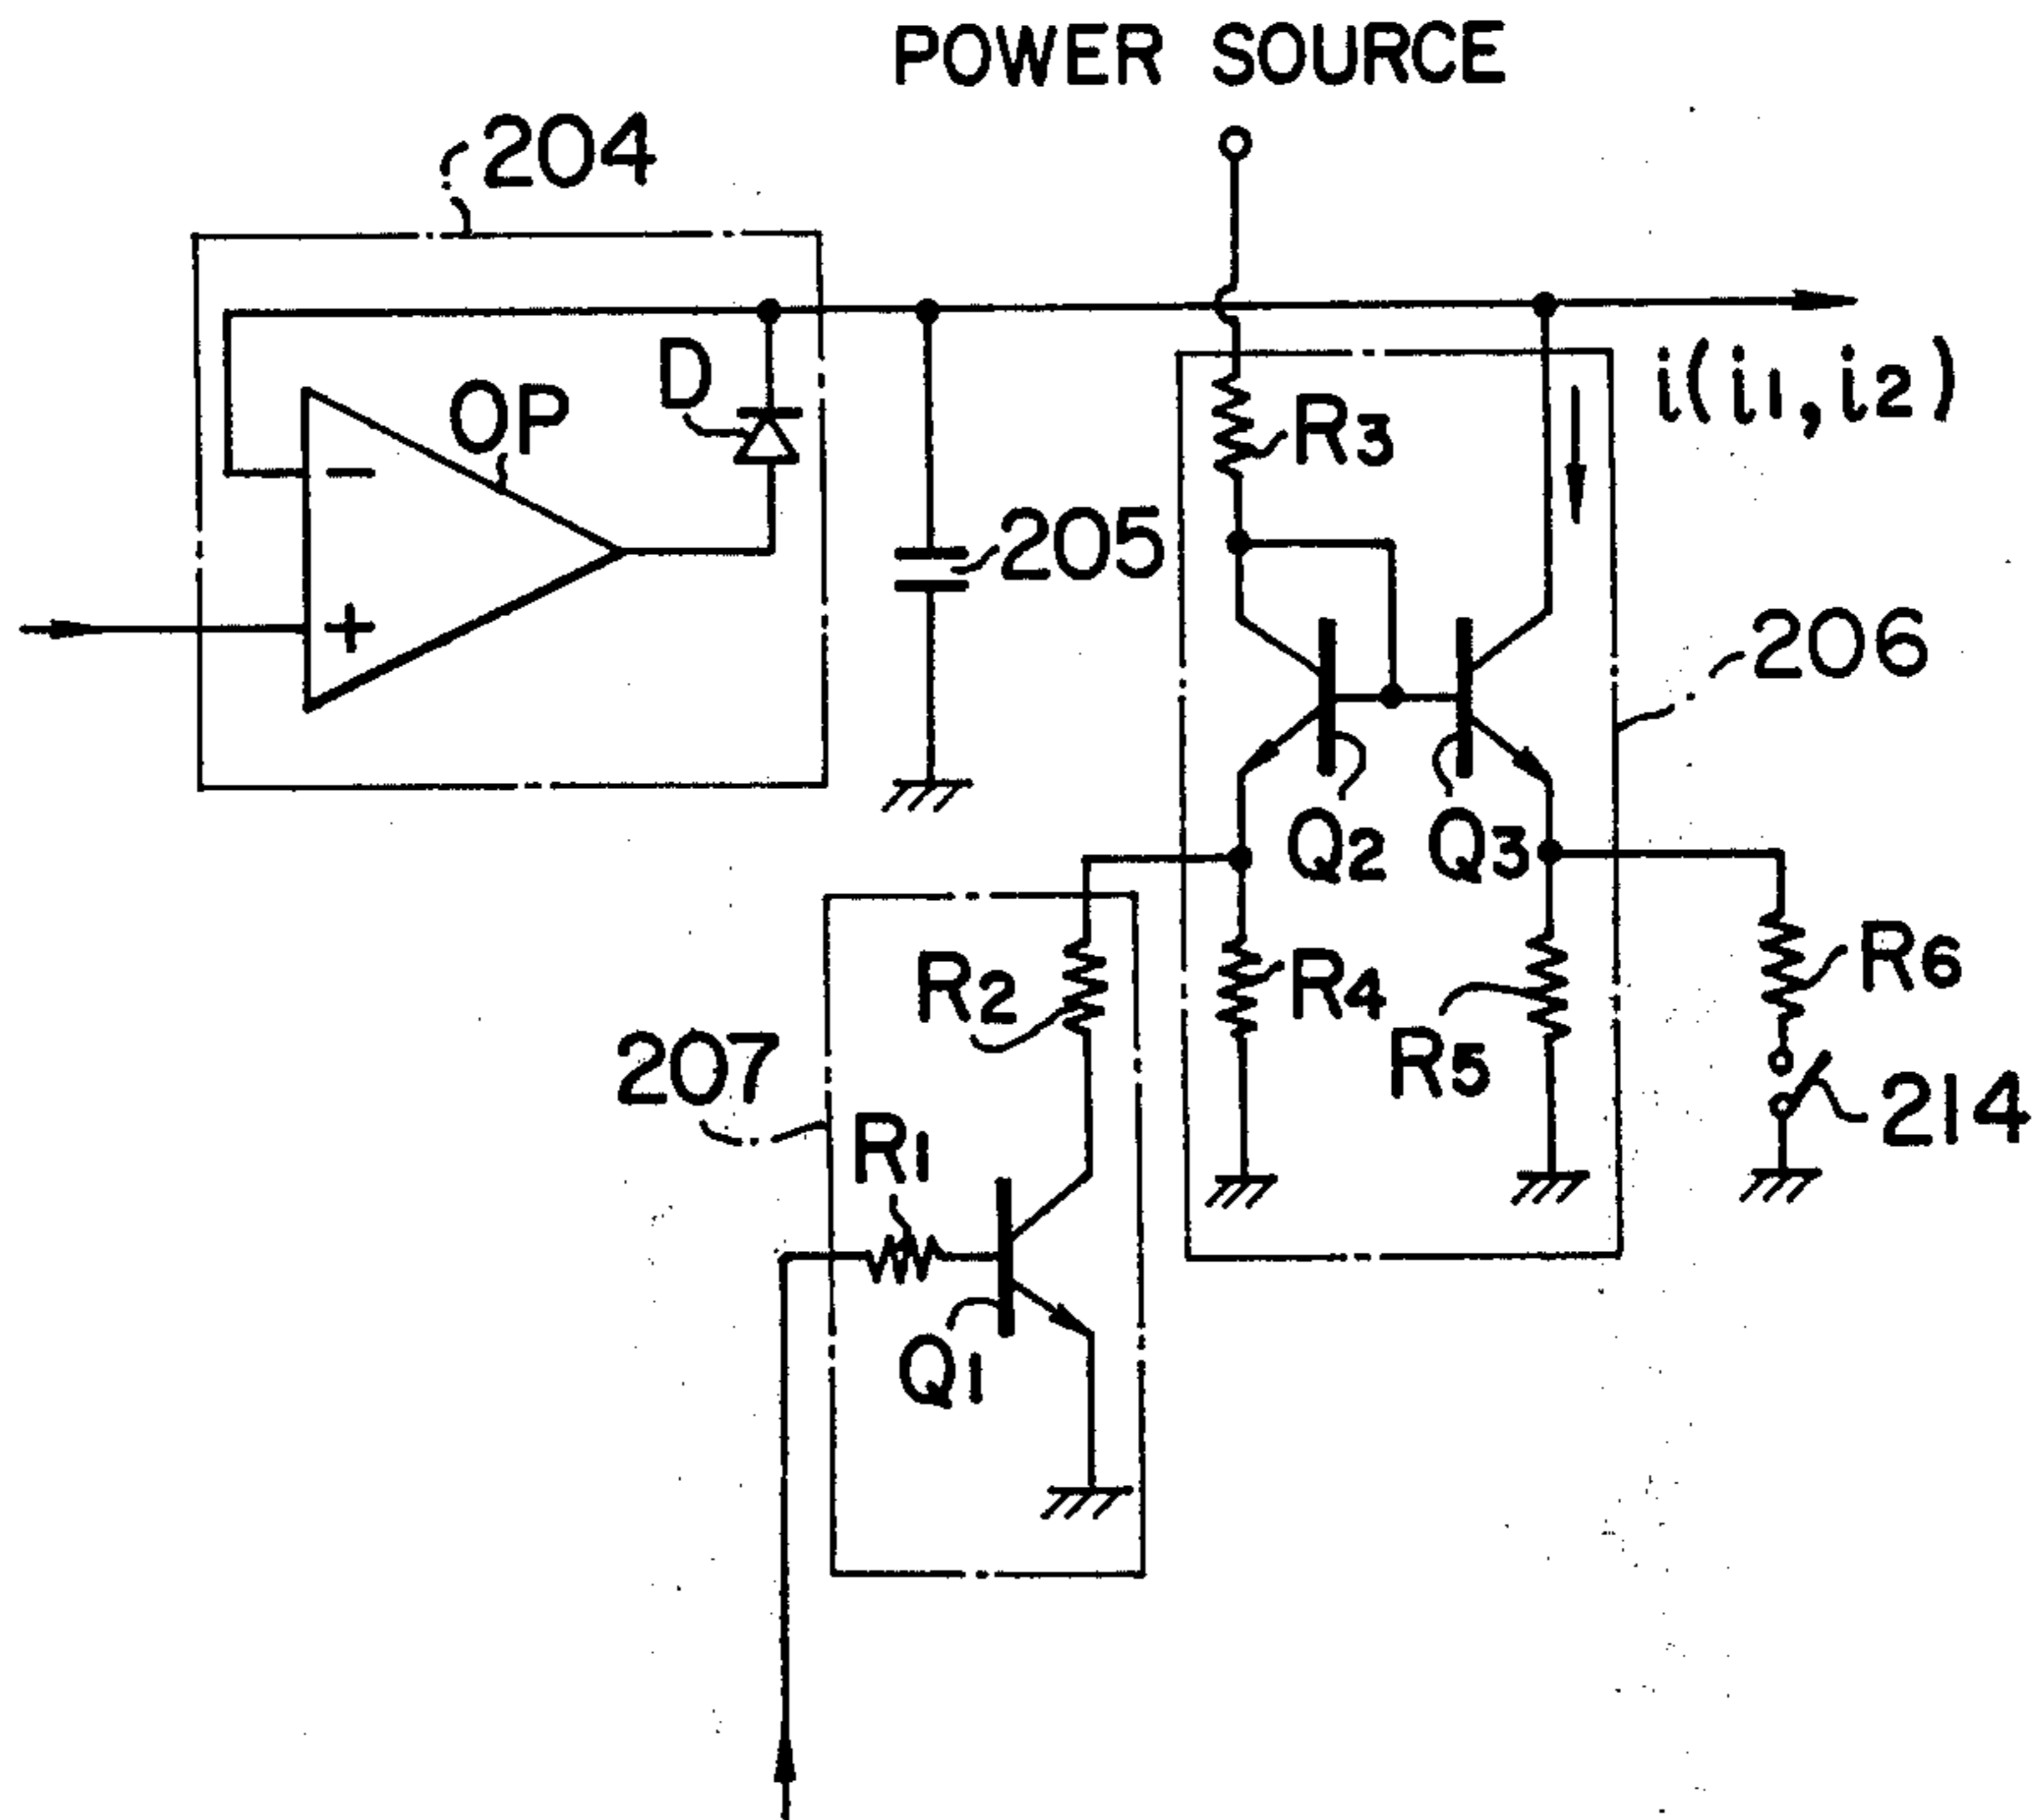 POWER SOURCE
204
D
OP
−
+
205
R3
i(i1,i2)
206
Q2
Q3
R2
R4
R5
R6
207
214
R1
Q1